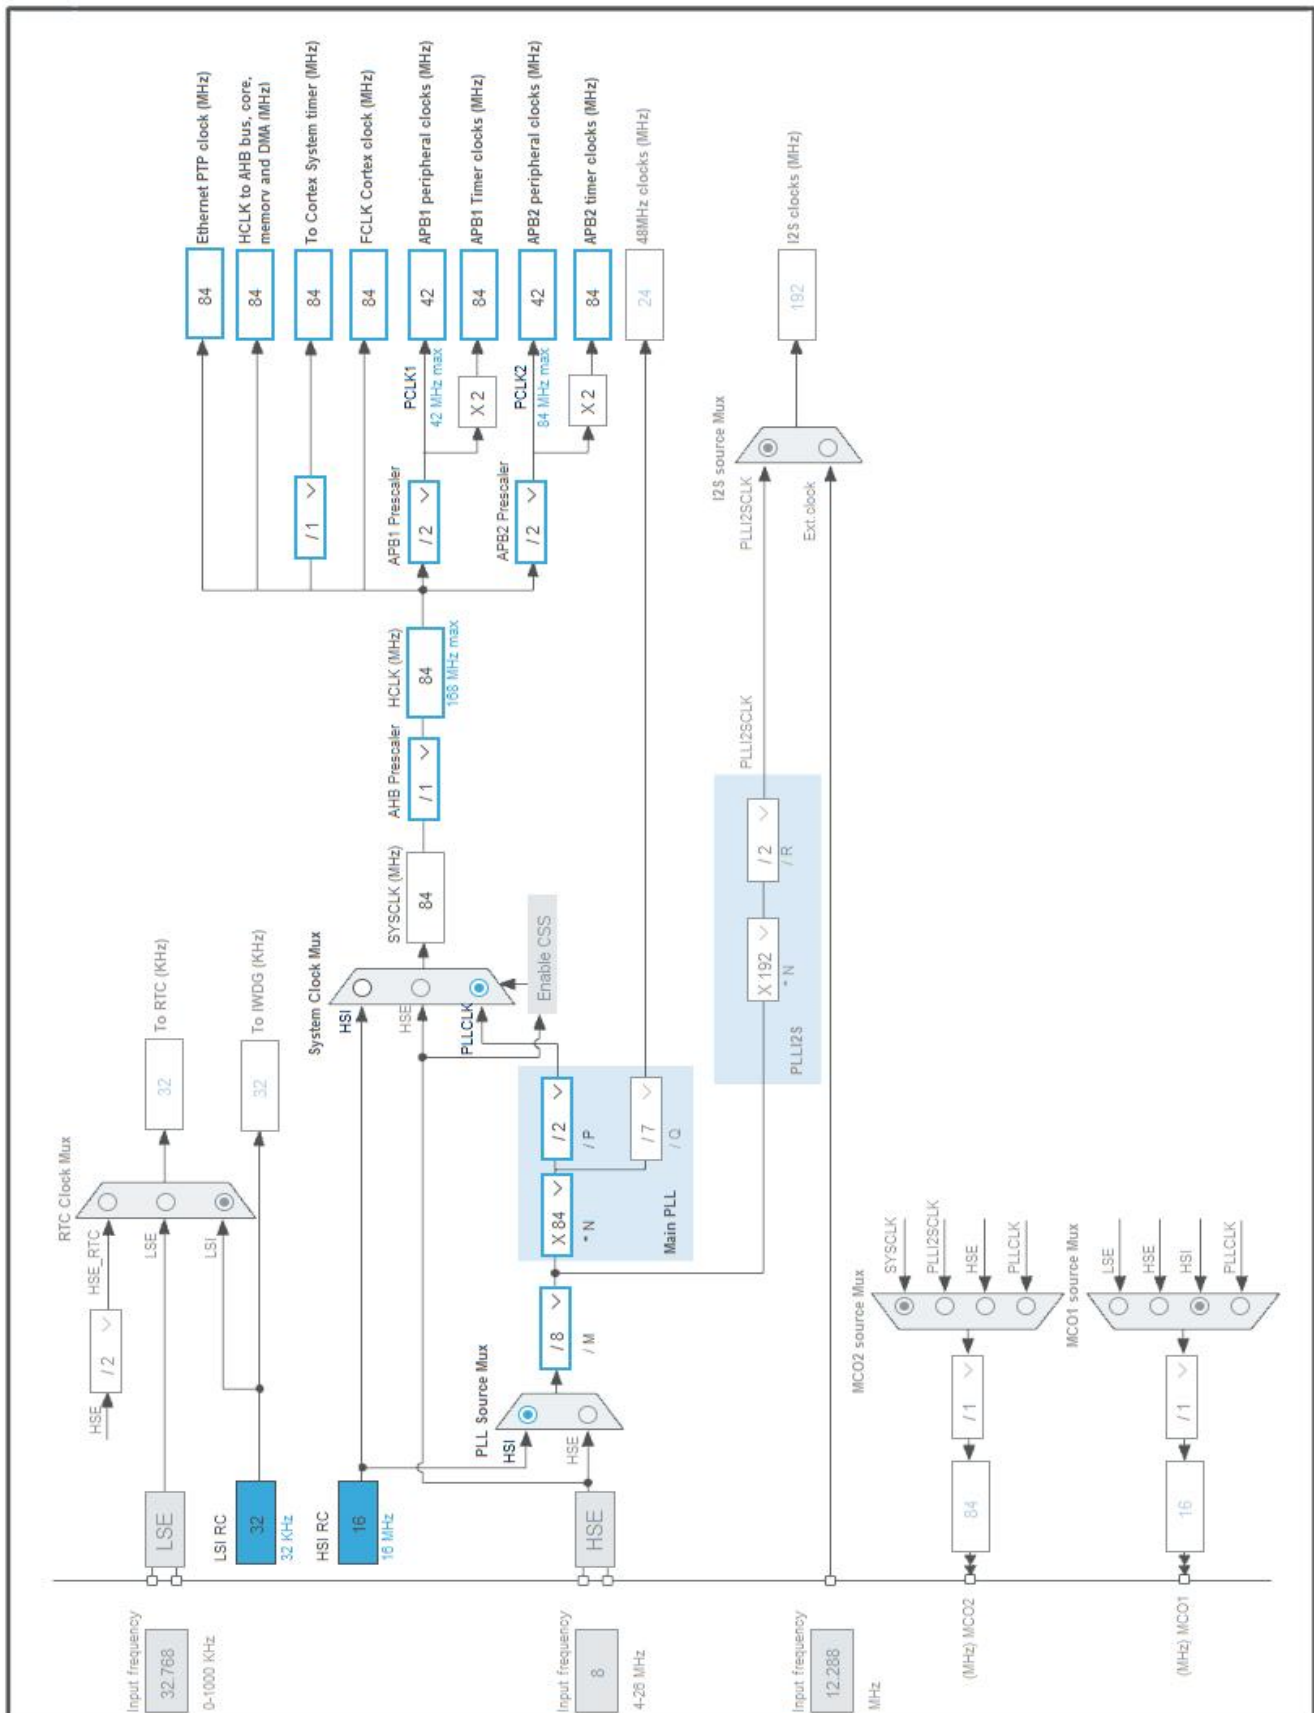 Input frequency
32.768
0-1000 KHz
LSE
HSE
/ 2
HSE_RTC
LSE
LSI
RTC Clock Mux
32
To RTC (KHz)
LSI RC
32
32 KHz
32
To IWDG (KHz)
HSI RC
16
16 MHz
System Clock Mux
HSI
HSE
PLLCLK
Enable CSS
SYSCLK (MHz)
84
AHB Prescaler
/ 1
HCLK (MHz)
84
168 MHz max
84
Ethernet PTP clock (MHz)
84
HCLK to AHB bus, core,
memory and DMA (MHz)
/ 1
84
To Cortex System timer (MHz)
84
FCLK Cortex clock (MHz)
APB1 Prescaler
/ 2
PCLK1
42 MHz max
42
APB1 peripheral clocks (MHz)
X 2
84
APB1 Timer clocks (MHz)
APB2 Prescaler
/ 2
PCLK2
84 MHz max
42
APB2 peripheral clocks (MHz)
X 2
84
APB2 timer clocks (MHz)
24
48MHz clocks (MHz)
Input frequency
8
4-26 MHz
HSE
PLL Source Mux
HSI
HSE
/ 8
/ M
X 84
* N
/ 2
/ P
/ 7
/ Q
Main PLL
X 192
* N
/ 2
/ R
PLLI2S
PLLI2SCLK
PLLI2SCLK
I2S source Mux
Ext.clock
192
I2S clocks (MHz)
Input frequency
12.288
MHz
MCO2 source Mux
SYSCLK
PLLI2SCLK
HSE
PLLCLK
/ 1
84
(MHz) MCO2
MCO1 source Mux
LSE
HSE
HSI
PLLCLK
/ 1
16
(MHz) MCO1